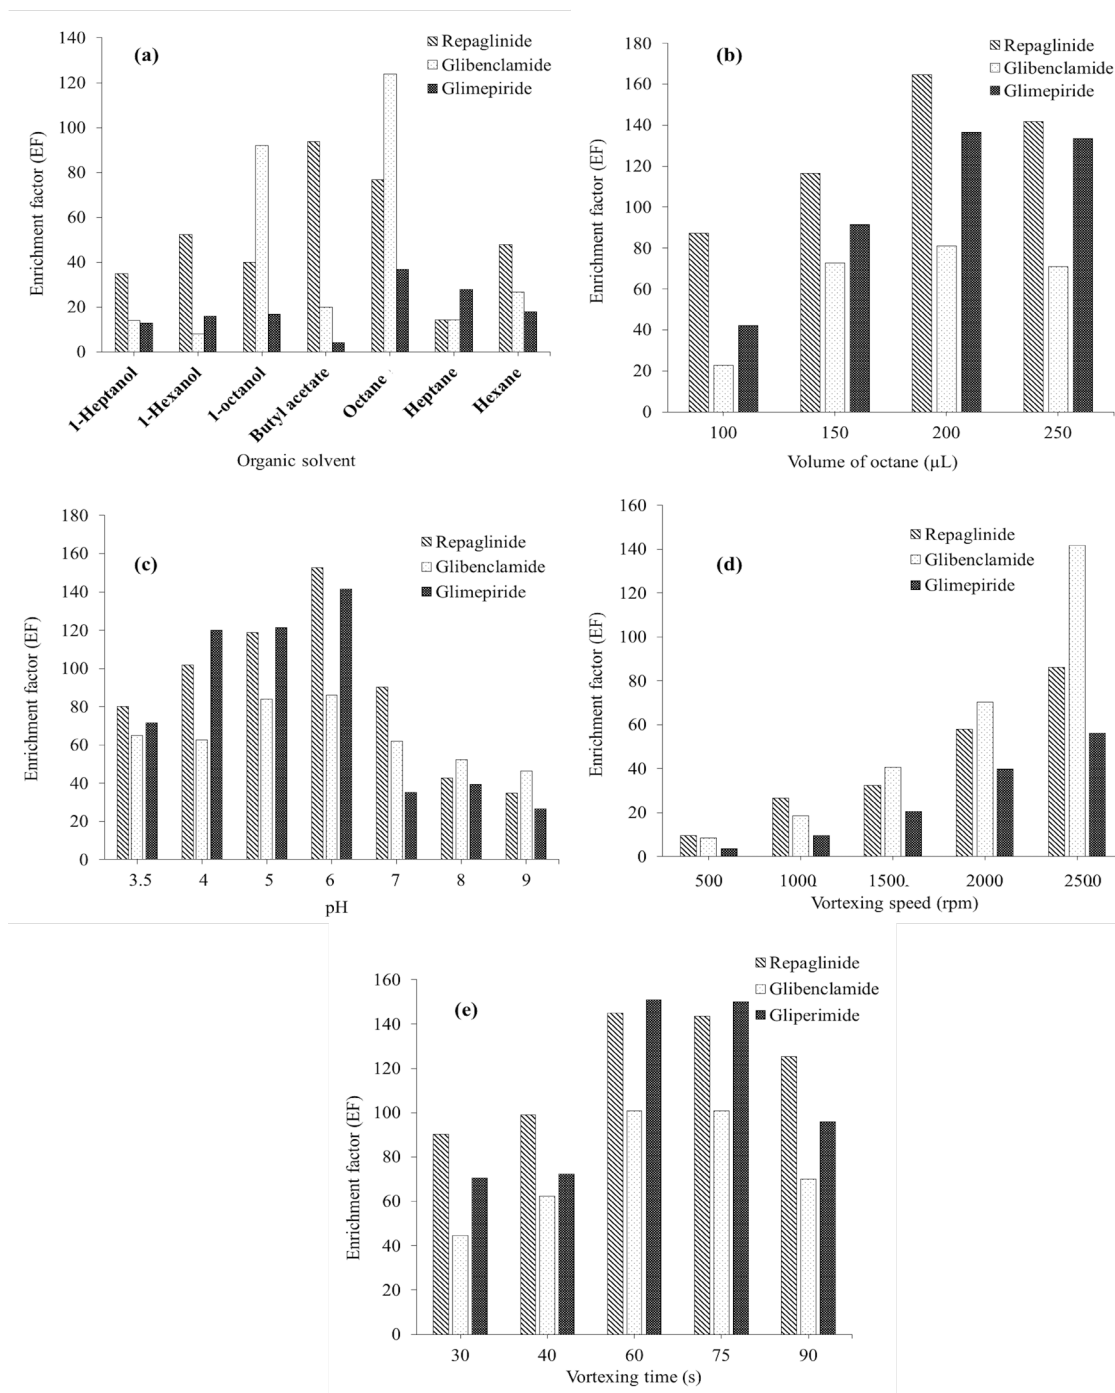 (a)
Repaglinide
Glibenclamide
Glimepiride
Enrichment factor (EF)
140
120
100
80
60
40
20
0
1-Heptanol
1-Hexanol
1-octanol
Butyl acetate
Octane
Heptane
Hexane
Organic solvent
(b)
Repaglinide
Glibenclamide
Glimepiride
Enrichment factor (EF)
180
160
140
120
100
80
60
40
20
0
100 150 200 250
Volume of octane (µL)
(c)
Repaglinide
Glibenclamide
Glimepiride
Enrichment factor (EF)
180
160
140
120
100
80
60
40
20
0
3.5 4 5 6 7 8 9
pH
(d)
Repaglinide
Glibenclamide
Glimepiride
Enrichment factor (EF)
160
140
120
100
80
60
40
20
0
500 1000 1500 2000 2500
Vortexing speed (rpm)
(e)
Repaglinide
Glibenclamide
Gliperimide
Enrichment factor (EF)
160
140
120
100
80
60
40
20
0
30 40 60 75 90
Vortexing time (s)